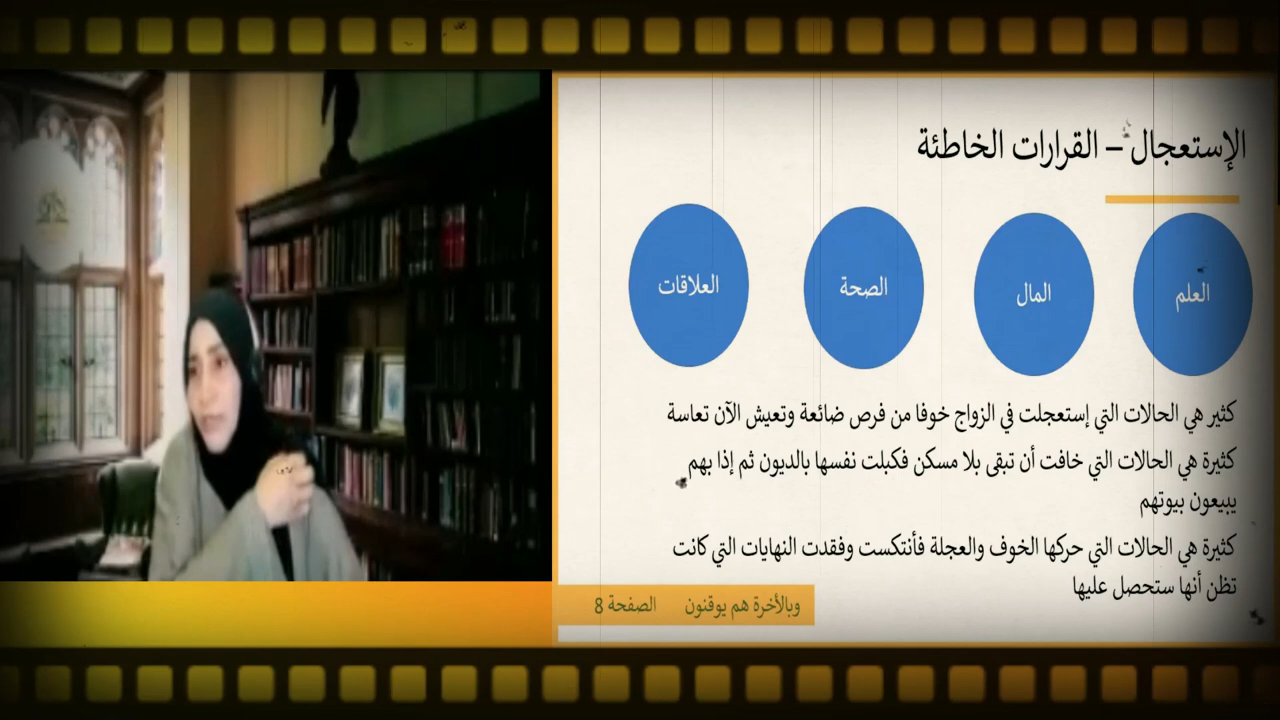 الإستعجال – القرارات الخاطئة
العلم
المال
الصحة
العلاقات
كثير هي الحالات التي إستعجلت في الزواج خوفا من فرص ضائعة وتعيش الآن تعاسة
كثيرة هي الحالات التي خافت أن تبقى بلا مسكن فكبلت نفسها بالديون ثم إذا بهم
يبيعون بيوتهم
كثيرة هي الحالات التي حركها الخوف والعجلة فأنتكست وفقدت النهايات التي كانت
تظن أنها ستحصل عليها
وبالأخرة هم يوقنون الصفحة 8